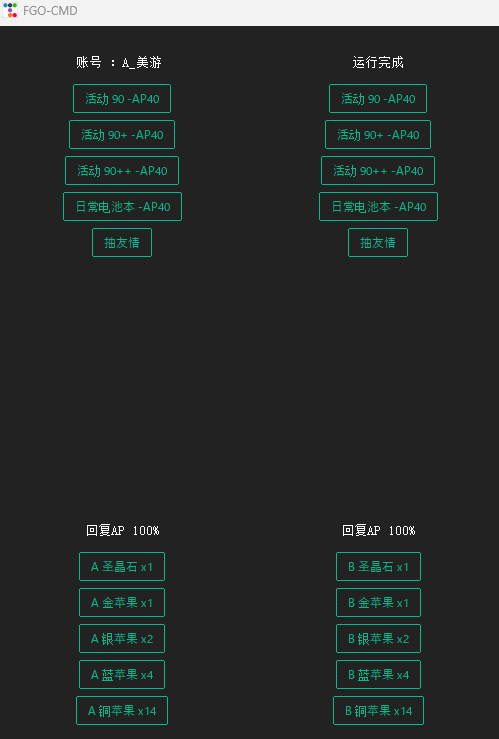 FGO-CMD
账号 : A_美游
运行完成
活动 90 -AP40
活动 90 -AP40
活动 90+ -AP40
活动 90+ -AP40
活动 90++ -AP40
活动 90++ -AP40
日常电池本 -AP40
日常电池本 -AP40
抽友情
抽友情
回复AP 100%
回复AP 100%
A 圣晶石 x1
B 圣晶石 x1
A 金苹果 x1
B 金苹果 x1
A 银苹果 x2
B 银苹果 x2
A 蓝苹果 x4
B 蓝苹果 x4
A 铜苹果 x14
B 铜苹果 x14